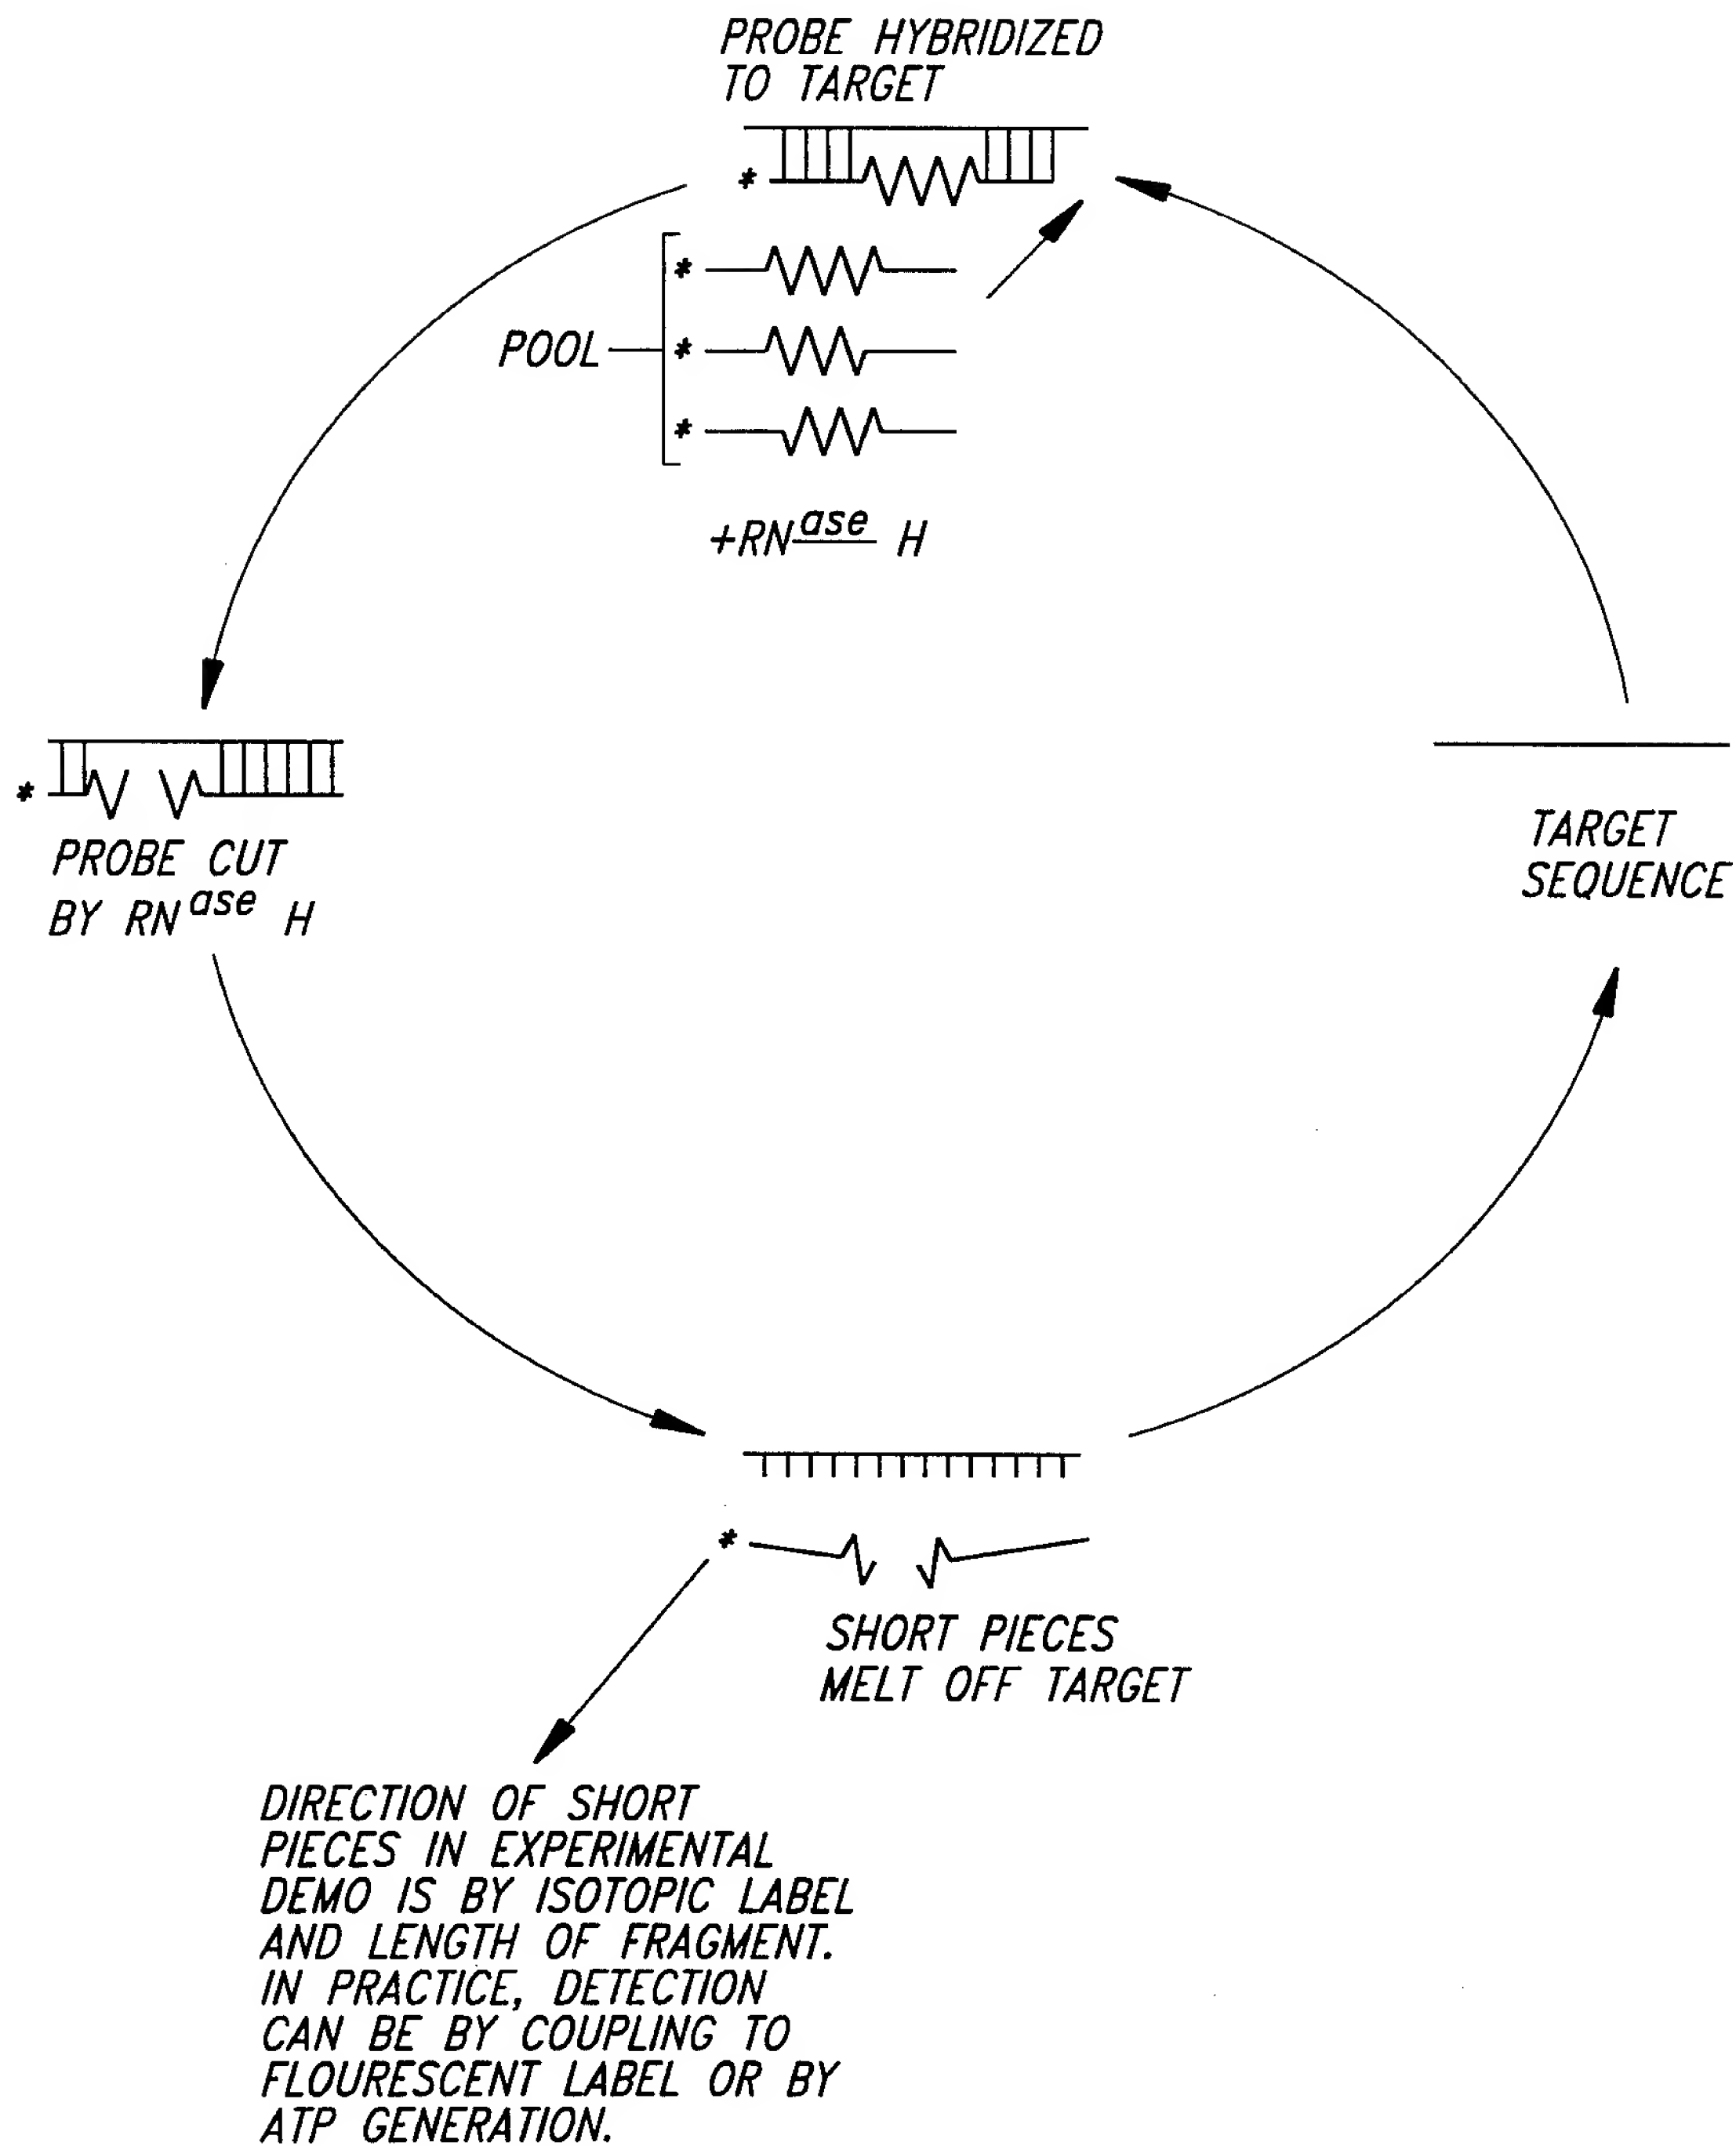 PROBE HYBRIDIZED
TO TARGET
*
*
POOL
*
*
+RNase H
*
PROBE CUT
BY RNase H
TARGET
SEQUENCE
*
SHORT PIECES
MELT OFF TARGET
DIRECTION OF SHORT
PIECES IN EXPERIMENTAL
DEMO IS BY ISOTOPIC LABEL
AND LENGTH OF FRAGMENT.
IN PRACTICE, DETECTION
CAN BE BY COUPLING TO
FLOURESCENT LABEL OR BY
ATP GENERATION.